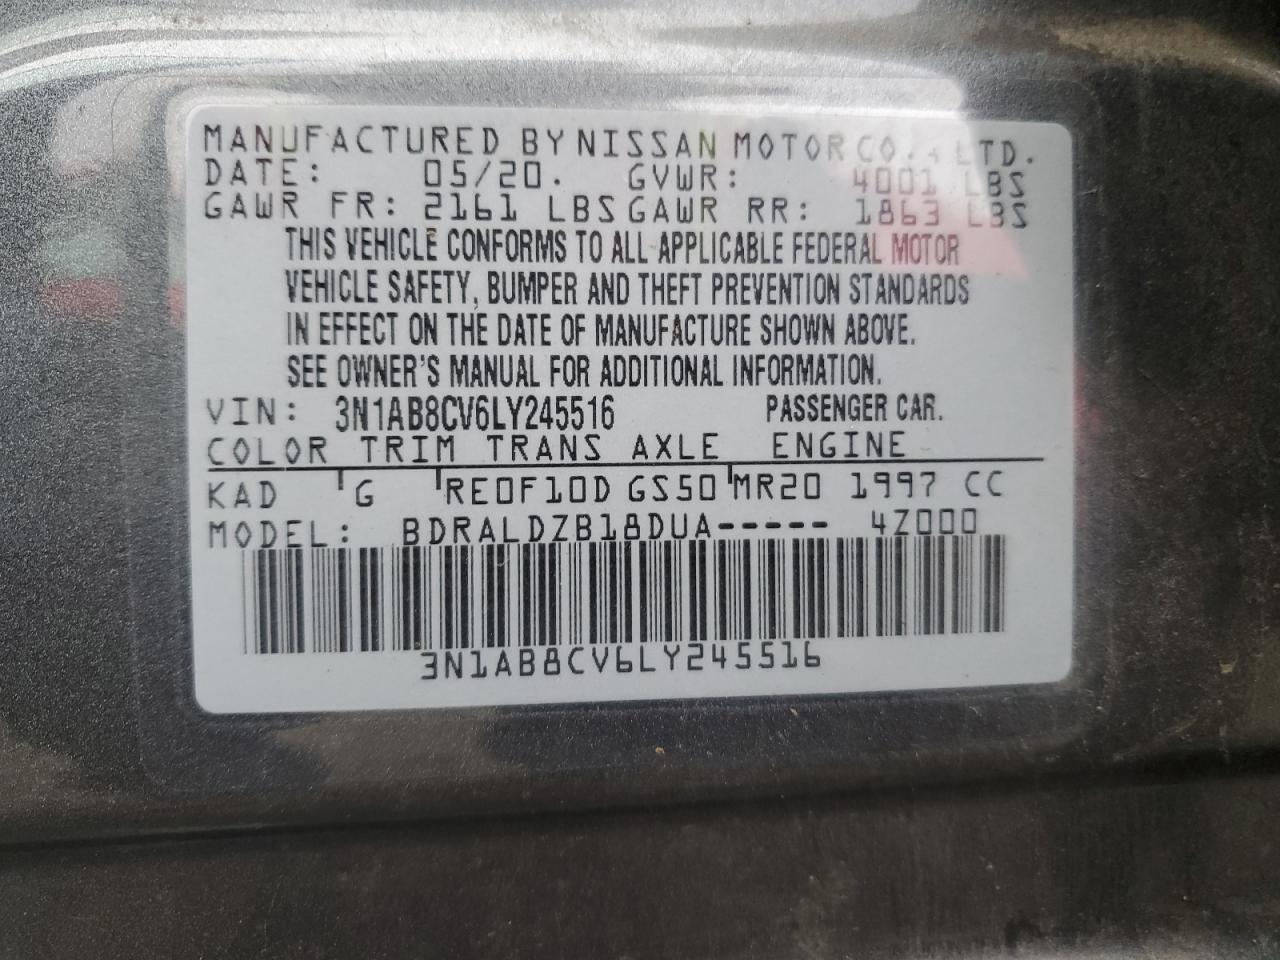 MANUFACTURED BY NISSAN MOTOR CO., LTD.
DATE: 05/20. GVWR: 4001 LBS
GAWR FR: 2161 LBS GAWR RR: 1863 LBS
THIS VEHICLE CONFORMS TO ALL APPLICABLE FEDERAL MOTOR
VEHICLE SAFETY, BUMPER AND THEFT PREVENTION STANDARDS
IN EFFECT ON THE DATE OF MANUFACTURE SHOWN ABOVE.
SEE OWNER'S MANUAL FOR ADDITIONAL INFORMATION.
VIN: 3N1AB8CV6LY245516 PASSENGER CAR.
COLOR TRIM TRANS AXLE ENGINE
KAD G RE0F10D GS50 MR20 1997 CC
MODEL: BDRALDZB18DUA----- 4Z000
3N1AB8CV6LY245516